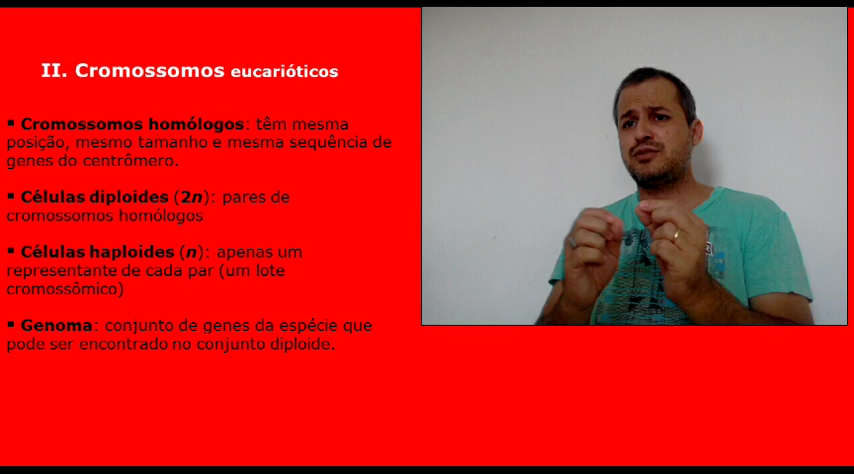 II. Cromossomos eucarióticos
▪ Cromossomos homólogos: têm mesma
posição, mesmo tamanho e mesma sequência de
genes do centrômero.
▪ Células diploides (2n): pares de
cromossomos homólogos
▪ Células haploides (n): apenas um
representante de cada par (um lote
cromossômico)
▪ Genoma: conjunto de genes da espécie que
pode ser encontrado no conjunto diploide.